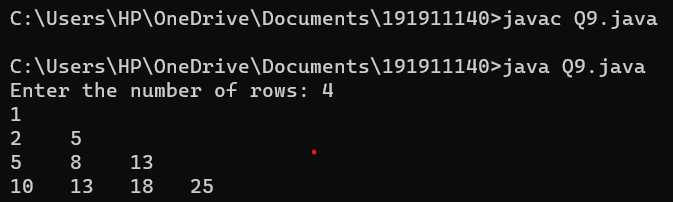 C:\Users\HP\OneDrive\Documents\191911140>javac Q9.java
C:\Users\HP\OneDrive\Documents\191911140>java Q9.java
Enter the number of rows: 4
1
2 5
5 8 13
10 13 18 25